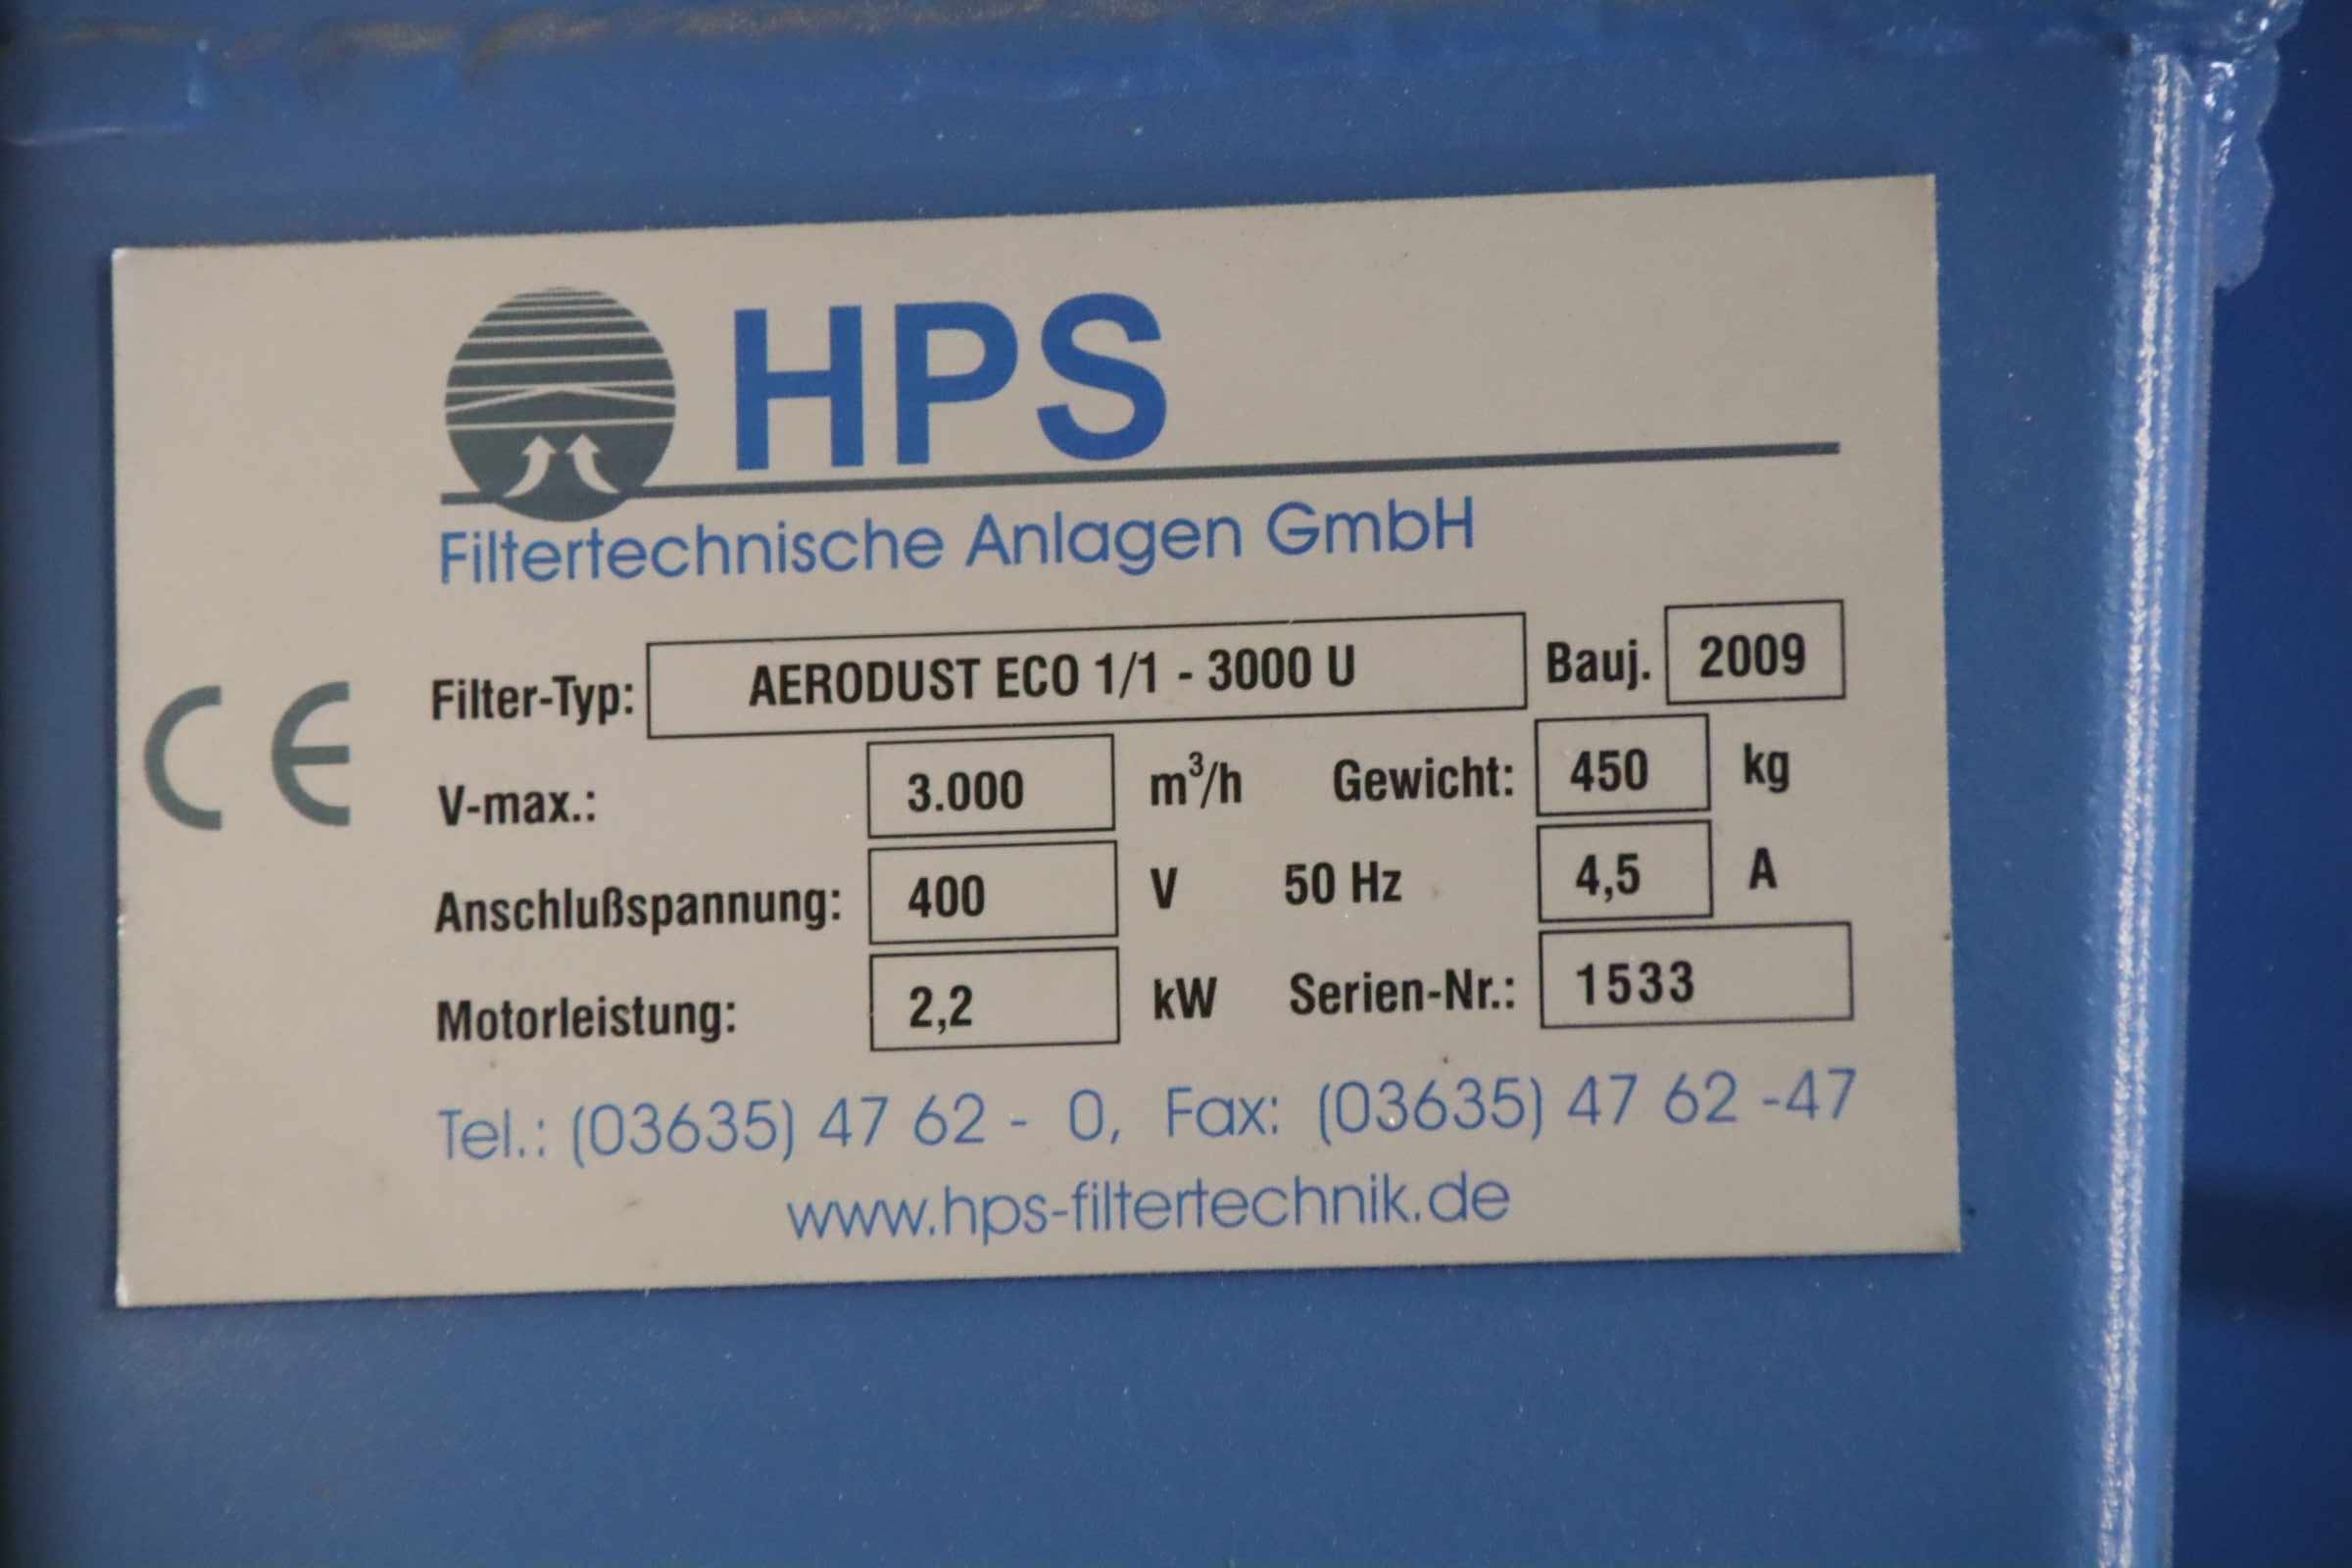 HPS
Filtertechnische Anlagen GmbH
CE
Filter-Typ: AERODUST ECO 1/1 - 3000 U Bauj. 2009
V-max.: 3.000 m³/h Gewicht: 450 kg
Anschlußspannung: 400 V 50 Hz 4,5 A
Motorleistung: 2,2 kW Serien-Nr.: 1533
Tel.: (03635) 47 62 - 0, Fax: (03635) 47 62 -47
www.hps-filtertechnik.de